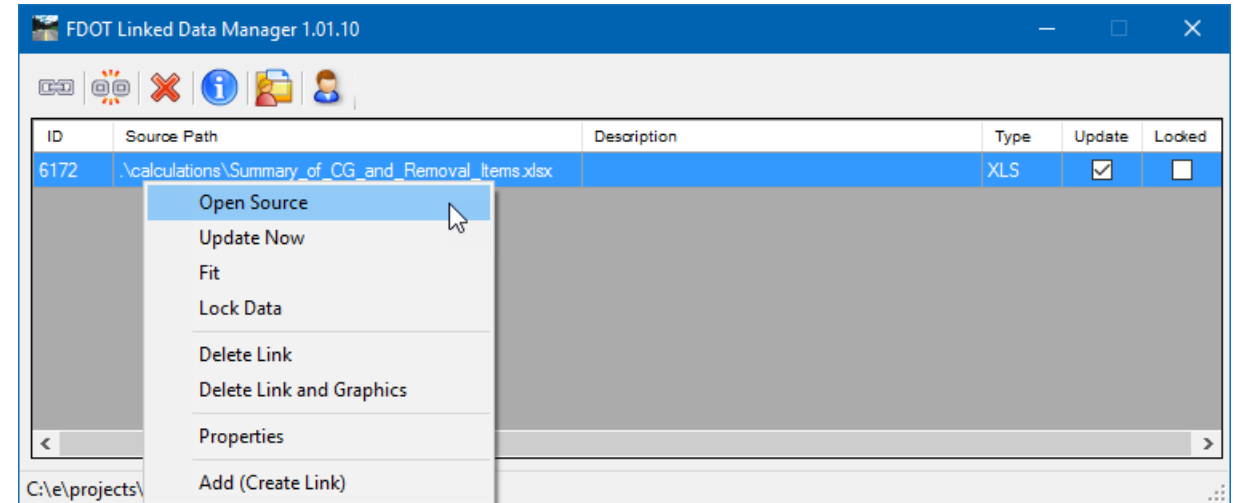 FDOT Linked Data Manager 1.01.10
ID Source Path Description Type Update Locked
6172 .\calculations\Summary_of_CG_and_Removal_Items.xlsx XLS
Open Source
Update Now
Fit
Lock Data
Delete Link
Delete Link and Graphics
Properties
Add (Create Link)
C:\e\projects\